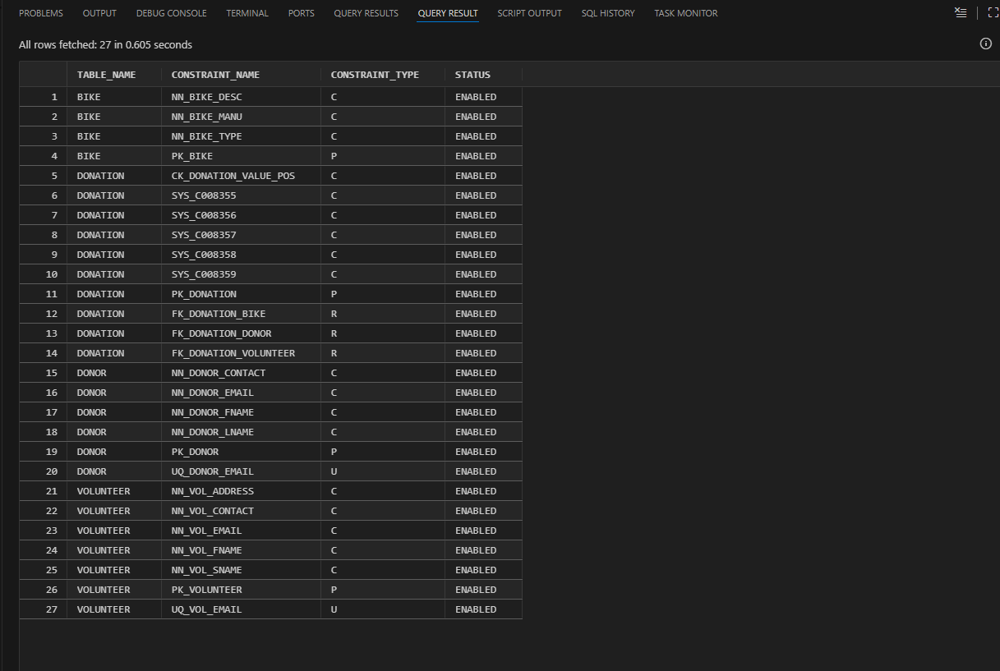 PROBLEMS OUTPUT DEBUG CONSOLE TERMINAL PORTS QUERY RESULTS QUERY RESULT SCRIPT OUTPUT SQL HISTORY TASK MONITOR
All rows fetched: 27 in 0.605 seconds
TABLE_NAME CONSTRAINT_NAME CONSTRAINT_TYPE STATUS
1 BIKE NN_BIKE_DESC C ENABLED
2 BIKE NN_BIKE_MANU C ENABLED
3 BIKE NN_BIKE_TYPE C ENABLED
4 BIKE PK_BIKE P ENABLED
5 DONATION CK_DONATION_VALUE_POS C ENABLED
6 DONATION SYS_C008355 C ENABLED
7 DONATION SYS_C008356 C ENABLED
8 DONATION SYS_C008357 C ENABLED
9 DONATION SYS_C008358 C ENABLED
10 DONATION SYS_C008359 C ENABLED
11 DONATION PK_DONATION P ENABLED
12 DONATION FK_DONATION_BIKE R ENABLED
13 DONATION FK_DONATION_DONOR R ENABLED
14 DONATION FK_DONATION_VOLUNTEER R ENABLED
15 DONOR NN_DONOR_CONTACT C ENABLED
16 DONOR NN_DONOR_EMAIL C ENABLED
17 DONOR NN_DONOR_FNAME C ENABLED
18 DONOR NN_DONOR_LNAME C ENABLED
19 DONOR PK_DONOR P ENABLED
20 DONOR UQ_DONOR_EMAIL U ENABLED
21 VOLUNTEER NN_VOL_ADDRESS C ENABLED
22 VOLUNTEER NN_VOL_CONTACT C ENABLED
23 VOLUNTEER NN_VOL_EMAIL C ENABLED
24 VOLUNTEER NN_VOL_FNAME C ENABLED
25 VOLUNTEER NN_VOL_SNAME C ENABLED
26 VOLUNTEER PK_VOLUNTEER P ENABLED
27 VOLUNTEER UQ_VOL_EMAIL U ENABLED